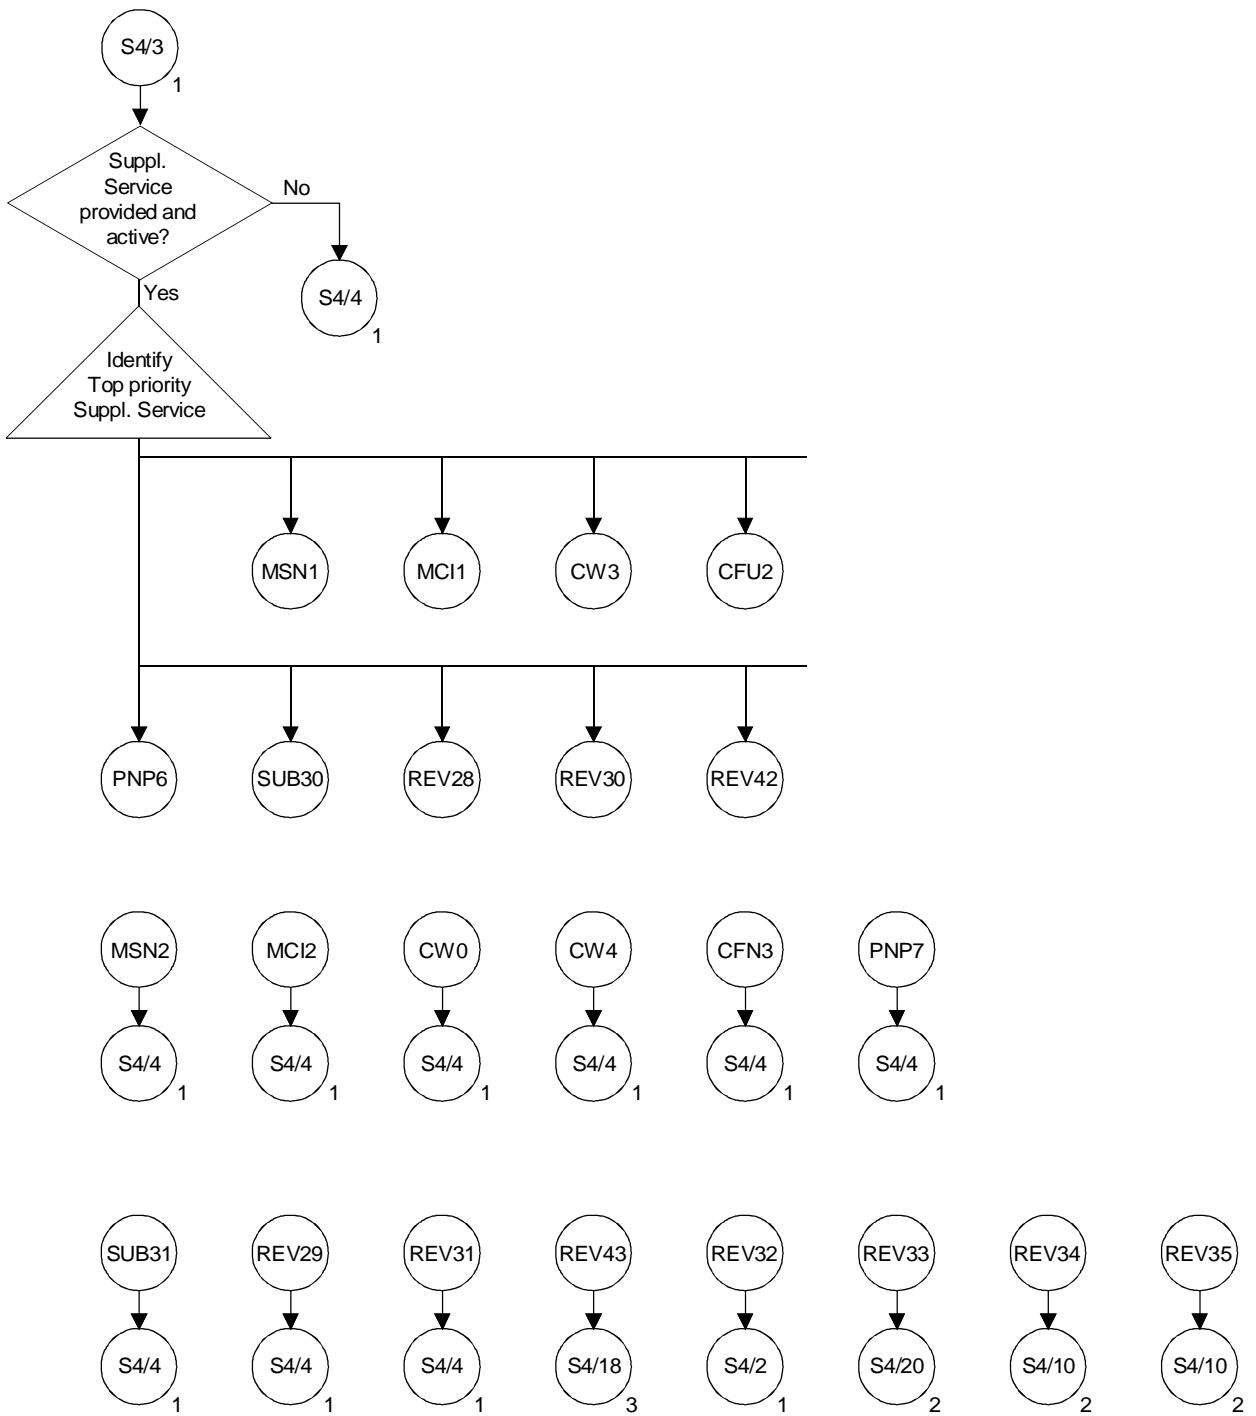 S4/3
1
Suppl.
Service
provided and
active?
No
S4/4
1
Yes
Identify
Top priority
Suppl. Service
MSN1
MCI1
CW3
CFU2
PNP6
SUB30
REV28
REV30
REV42
MSN2
MCI2
CW0
CW4
CFN3
PNP7
S4/4
1
S4/4
1
S4/4
1
S4/4
1
S4/4
1
S4/4
1
SUB31
REV29
REV31
REV43
REV32
REV33
REV34
REV35
S4/4
1
S4/4
1
S4/4
1
S4/18
3
S4/2
1
S4/20
2
S4/10
2
S4/10
2